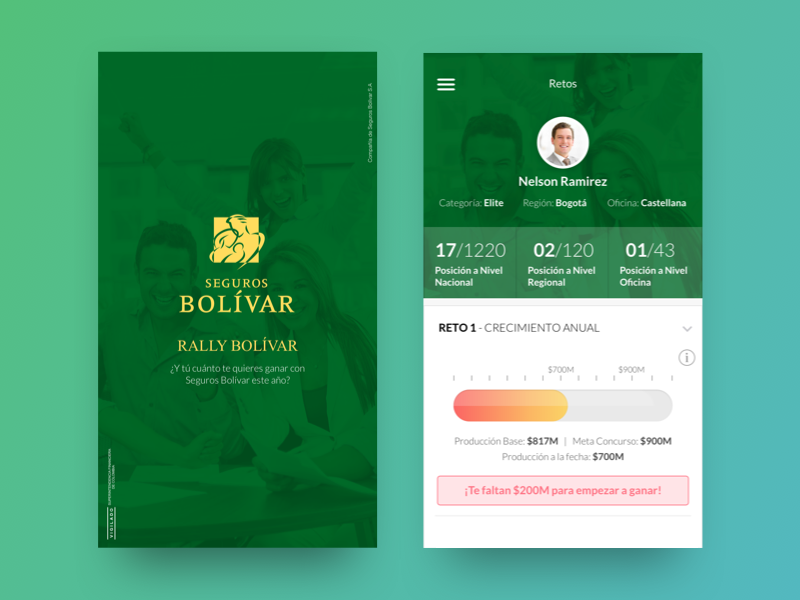 Compañía de Seguros Bolívar S.A
SEGUROS
BOLÍVAR
RALLY BOLÍVAR
¿Y tú cuánto te quieres ganar con
Seguros Bolívar este año?
VIGILADO
SUPERINTENDENCIA FINANCIERA
DE COLOMBIA
Retos
Nelson Ramirez
Categoría: Elite Región: Bogotá Oficina: Castellana
17/1220 02/120 01/43
Posición a Nivel Posición a Nivel Posición a Nivel
Nacional Regional Oficina
RETO 1 - CRECIMIENTO ANUAL
i
$700M $900M
Producción Base: $817M | Meta Concurso: $900M
Producción a la fecha: $700M
¡Te faltan $200M para empezar a ganar!